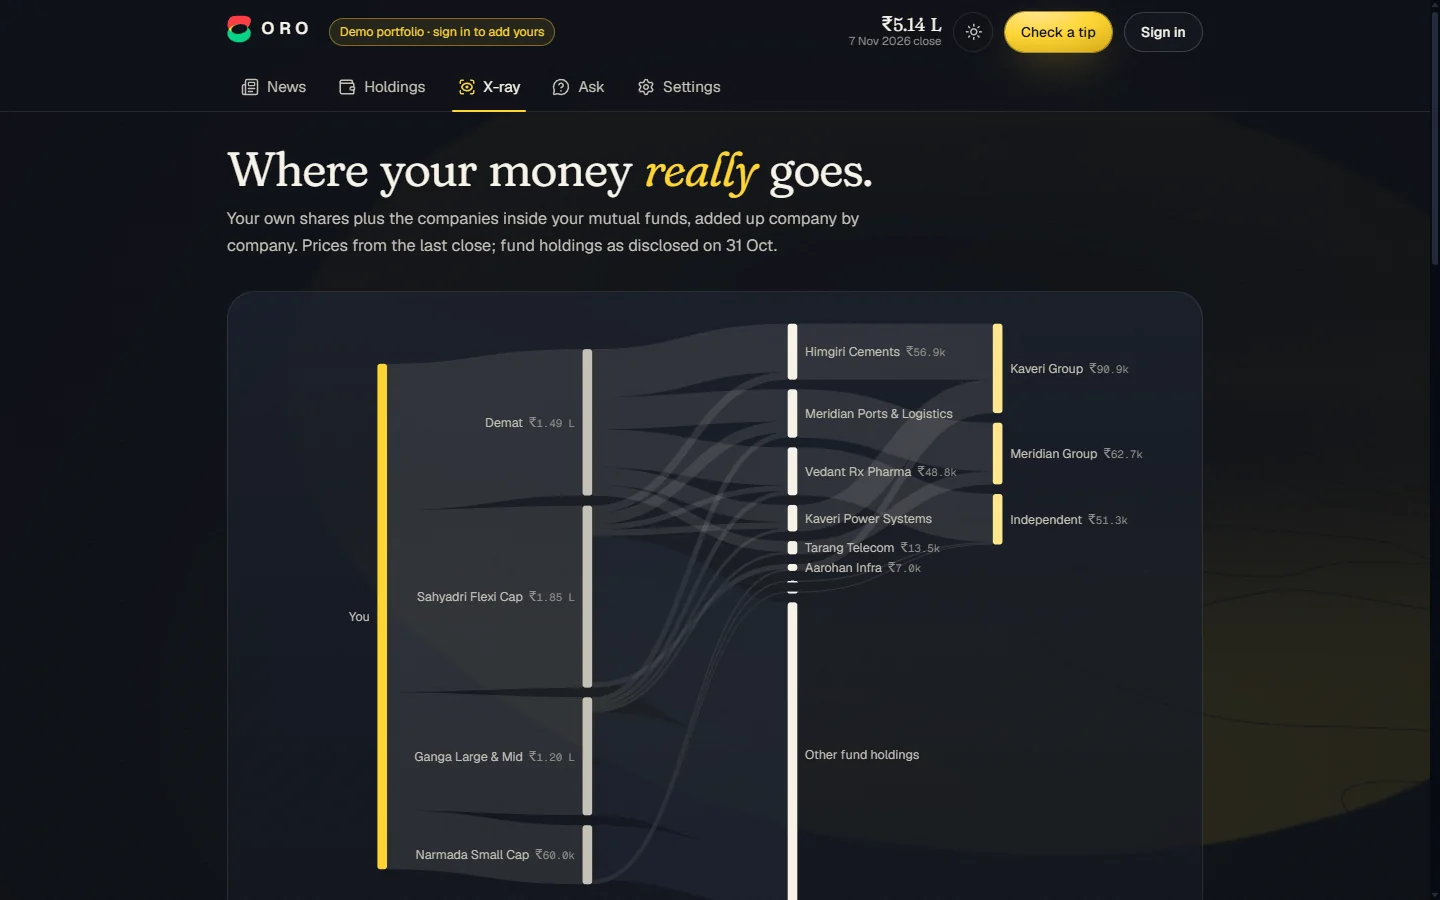 ORO
Demo portfolio · sign in to add yours
₹5.14 L
7 Nov 2026 close
Check a tip
Sign in
News
Holdings
X-ray
Ask
Settings
Where your money really goes.
Your own shares plus the companies inside your mutual funds, added up company by
company. Prices from the last close; fund holdings as disclosed on 31 Oct.
You
Demat ₹1.49 L
Sahyadri Flexi Cap ₹1.85 L
Ganga Large & Mid ₹1.20 L
Narmada Small Cap ₹60.0k
Himgiri Cements ₹56.9k
Meridian Ports & Logistics
Vedant Rx Pharma ₹48.8k
Kaveri Power Systems
Tarang Telecom ₹13.5k
Aarohan Infra ₹7.0k
Other fund holdings
Kaveri Group ₹90.9k
Meridian Group ₹62.7k
Independent ₹51.3k